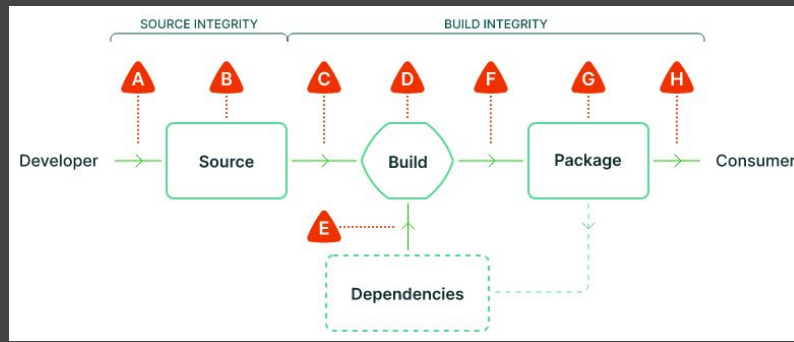 SOURCE INTEGRITY
BUILD INTEGRITY
A
B
C
D
F
G
H
Developer
Source
Build
Package
Consumer
E
Dependencies